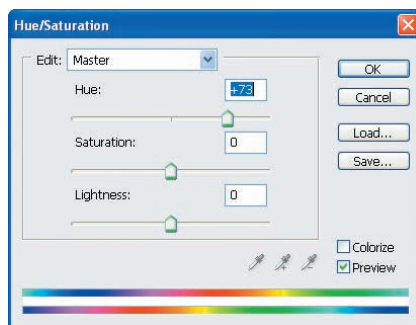 Hue/Saturation
Edit: Master
OK
Hue: +73
Cancel
Saturation: 0
Load...
Save...
Lightness: 0
Colorize
Preview